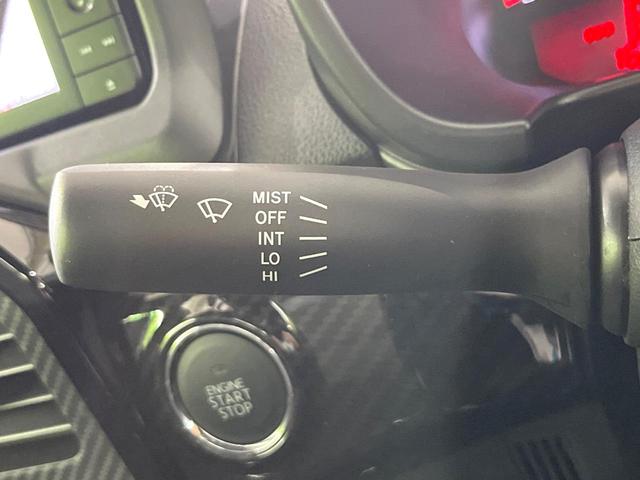 MIST
OFF
INT
LO
HI
ENGINE
START
STOP